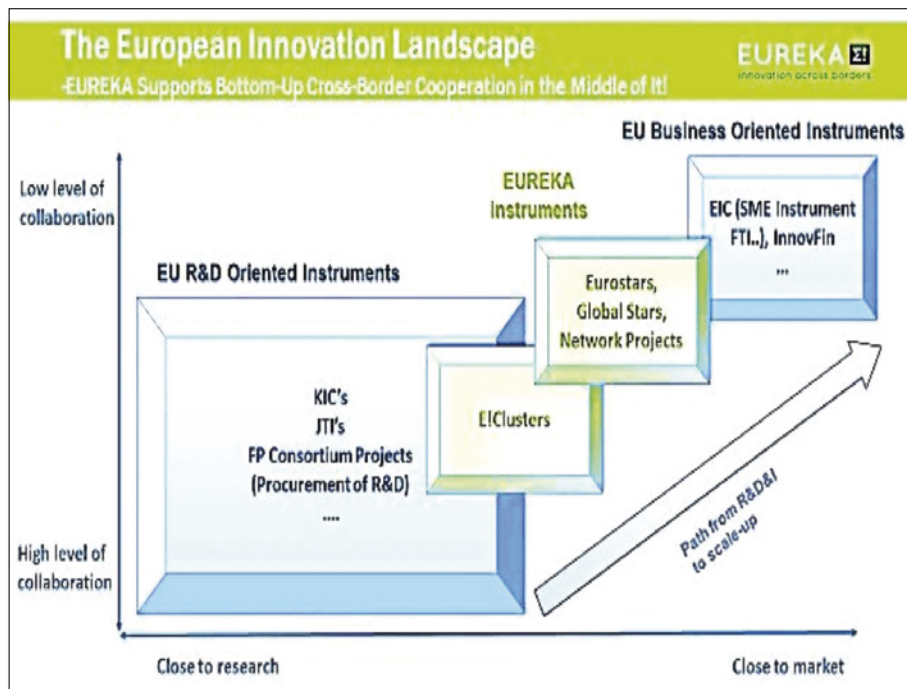 The European Innovation Landscape
-EUREKA Supports Bottom-Up Cross-Border Cooperation in the Middle of It!
EUREKA Σ!
innovation across borders
EU Business Oriented Instruments
Low level of
collaboration
EUREKA
Instruments
EIC (SME Instrument
FTI..), InnovFin
...
EU R&D Oriented Instruments
Eurostars,
Global Stars,
Network Projects
KIC's
JTI's
FP Consortium Projects
(Procurement of R&D)
....
E!Clusters
High level of
collaboration
Path from R&D&I
to scale-up
Close to research
Close to market